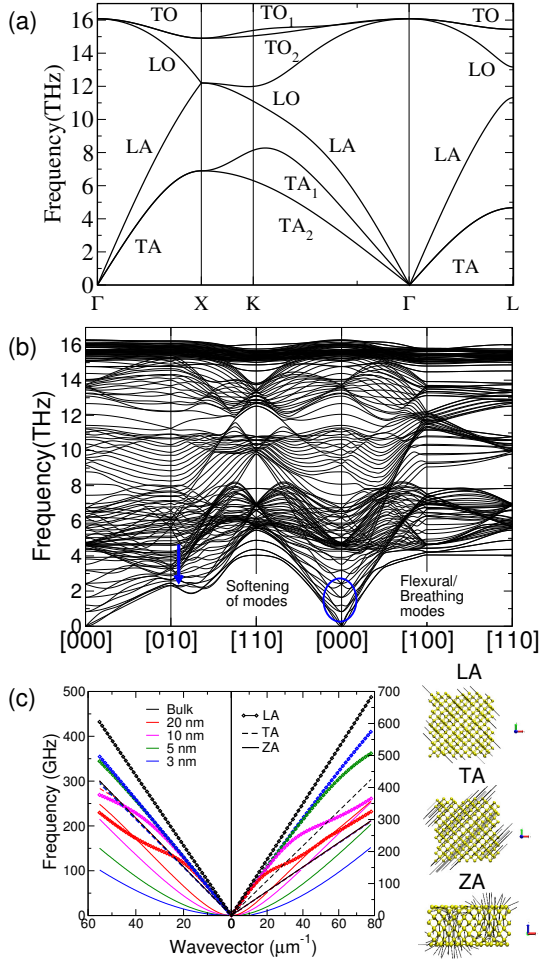 (a)
Frequency(THz)
16
14
12
10
8
6
4
2
0
TO
LO
LA
TA
TO1
TO2
LO
LA
TA1
TA2
TO
LO
LA
TA
Γ X K Γ L
(b)
Frequency(THz)
16
14
12
10
8
6
4
2
0
Softening
of modes
Flexural/
Breathing
modes
[000] [010] [110] [000] [100] [110]
(c)
Frequency (GHz)
500
400
300
200
100
0
Bulk
20 nm
10 nm
5 nm
3 nm
LA
TA
ZA
700
600
500
400
300
200
100
0
60 40 20 0 20 40 60 80
Wavevector (μm⁻¹)
LA
TA
ZA